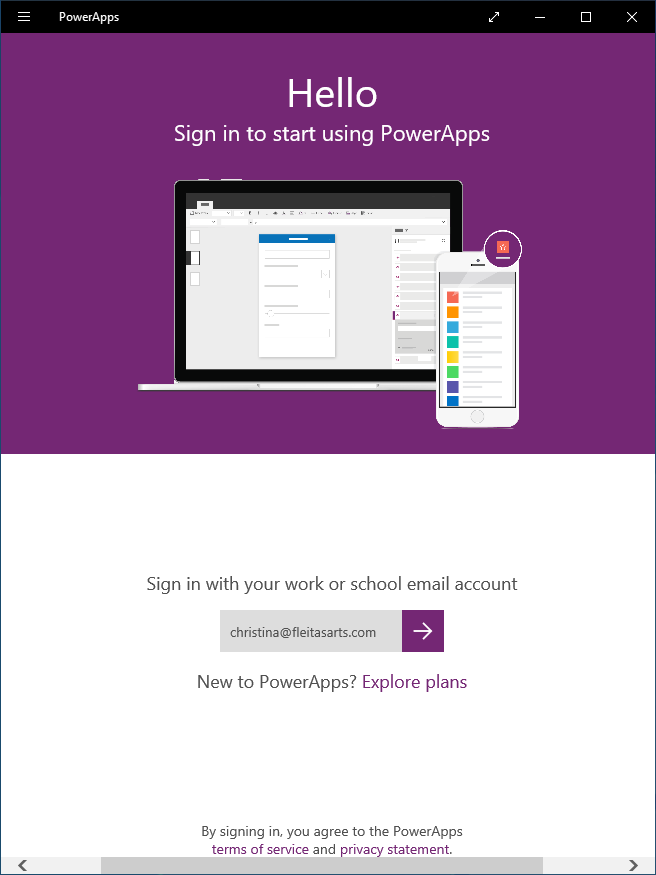 PowerApps
Hello
Sign in to start using PowerApps
Sign in with your work or school email account
christina@fleitasarts.com
New to PowerApps? Explore plans
By signing in, you agree to the PowerApps
terms of service and privacy statement.